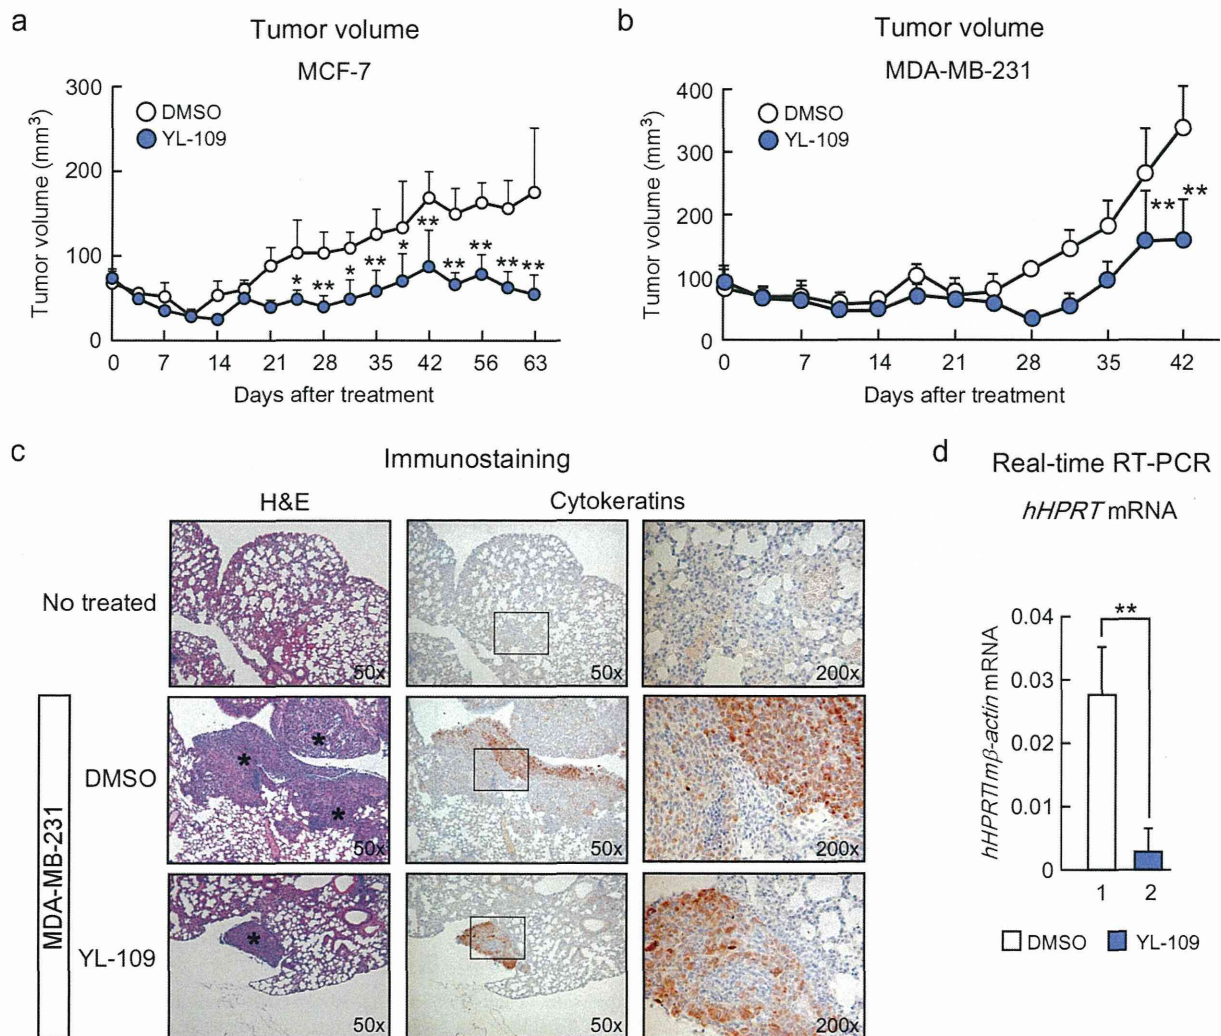 a
Tumor volume
MCF-7
DMSO
YL-109
Tumor volume (mm3)
300
200
100
0
* ** * ** * ** ** ** ** **
0 7 14 21 28 35 42 56 63
Days after treatment
b
Tumor volume
MDA-MB-231
DMSO
YL-109
Tumor volume (mm3)
400
300
200
100
0
** **
0 7 14 21 28 35 42
Days after treatment
c
Immunostaining
H&E
Cytokeratins
No treated
50x
50x
200x
MDA-MB-231
DMSO
* * *
50x
50x
200x
YL-109
*
50x
50x
200x
d
Real-time RT-PCR
hHPRT mRNA
hHPRT/mβ-actin mRNA
0.04
0.03
0.02
0.01
0
**
1 2
DMSO YL-109